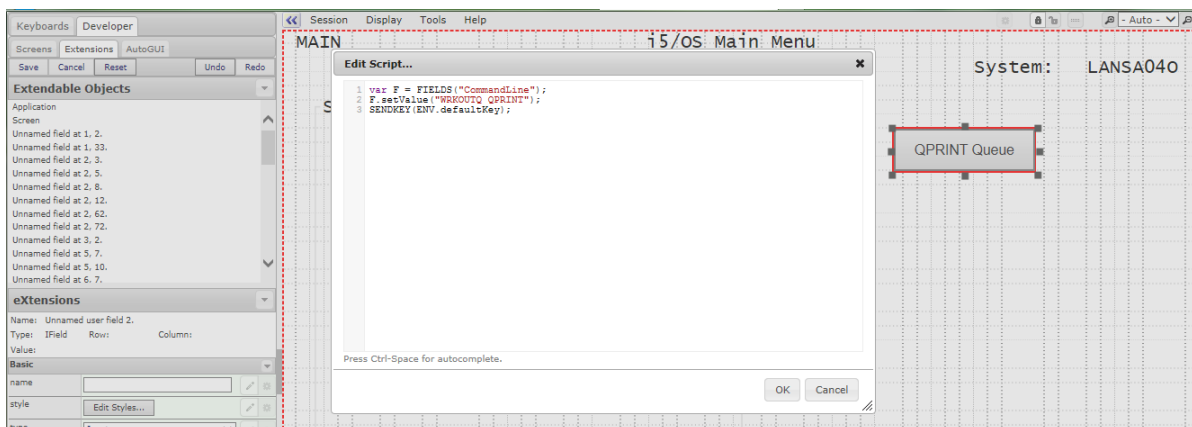 Keyboards Developer
Screens Extensions AutoGUI
Save Cancel Reset Undo Redo
Extendable Objects
Application
Screen
Unnamed field at 1, 2.
Unnamed field at 1, 33.
Unnamed field at 2, 3.
Unnamed field at 2, 5.
Unnamed field at 2, 8.
Unnamed field at 2, 12.
Unnamed field at 2, 62.
Unnamed field at 2, 72.
Unnamed field at 3, 2.
Unnamed field at 5, 7.
Unnamed field at 5, 10.
Unnamed field at 6, 7.
eXtensions
Name: Unnamed user field 2.
Type: IField Row: Column:
Value:
Basic
name
style Edit Styles...
Session Display Tools Help
- Auto -
MAIN i5/OS Main Menu
System: LANSA04O
S
Edit Script...
1 var F = FIELDS("CommandLine");
2 F.setValue("WRKOUTQ QPRINT");
3 SENDKEY(ENV.defaultKey);
Press Ctrl-Space for autocomplete.
OK Cancel
QPRINT Queue